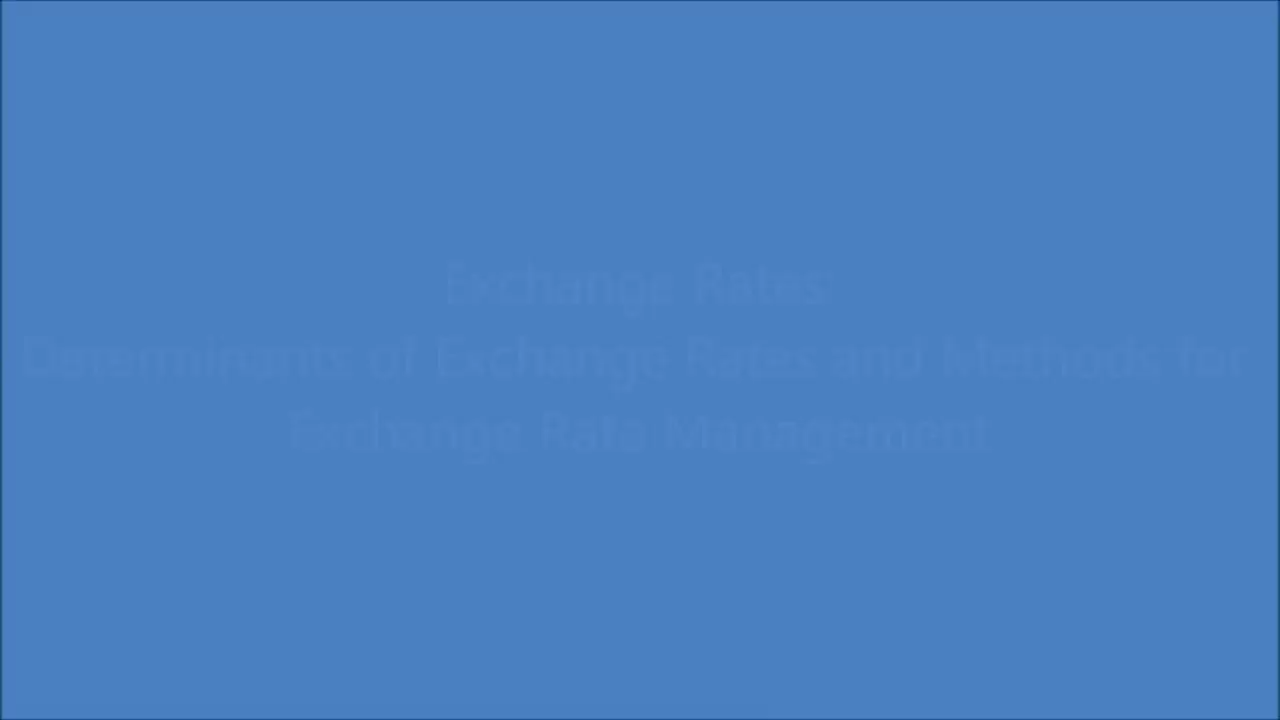 Exchange Rates:
Determinants of Exchange Rates and Methods for
Exchange Rate Management